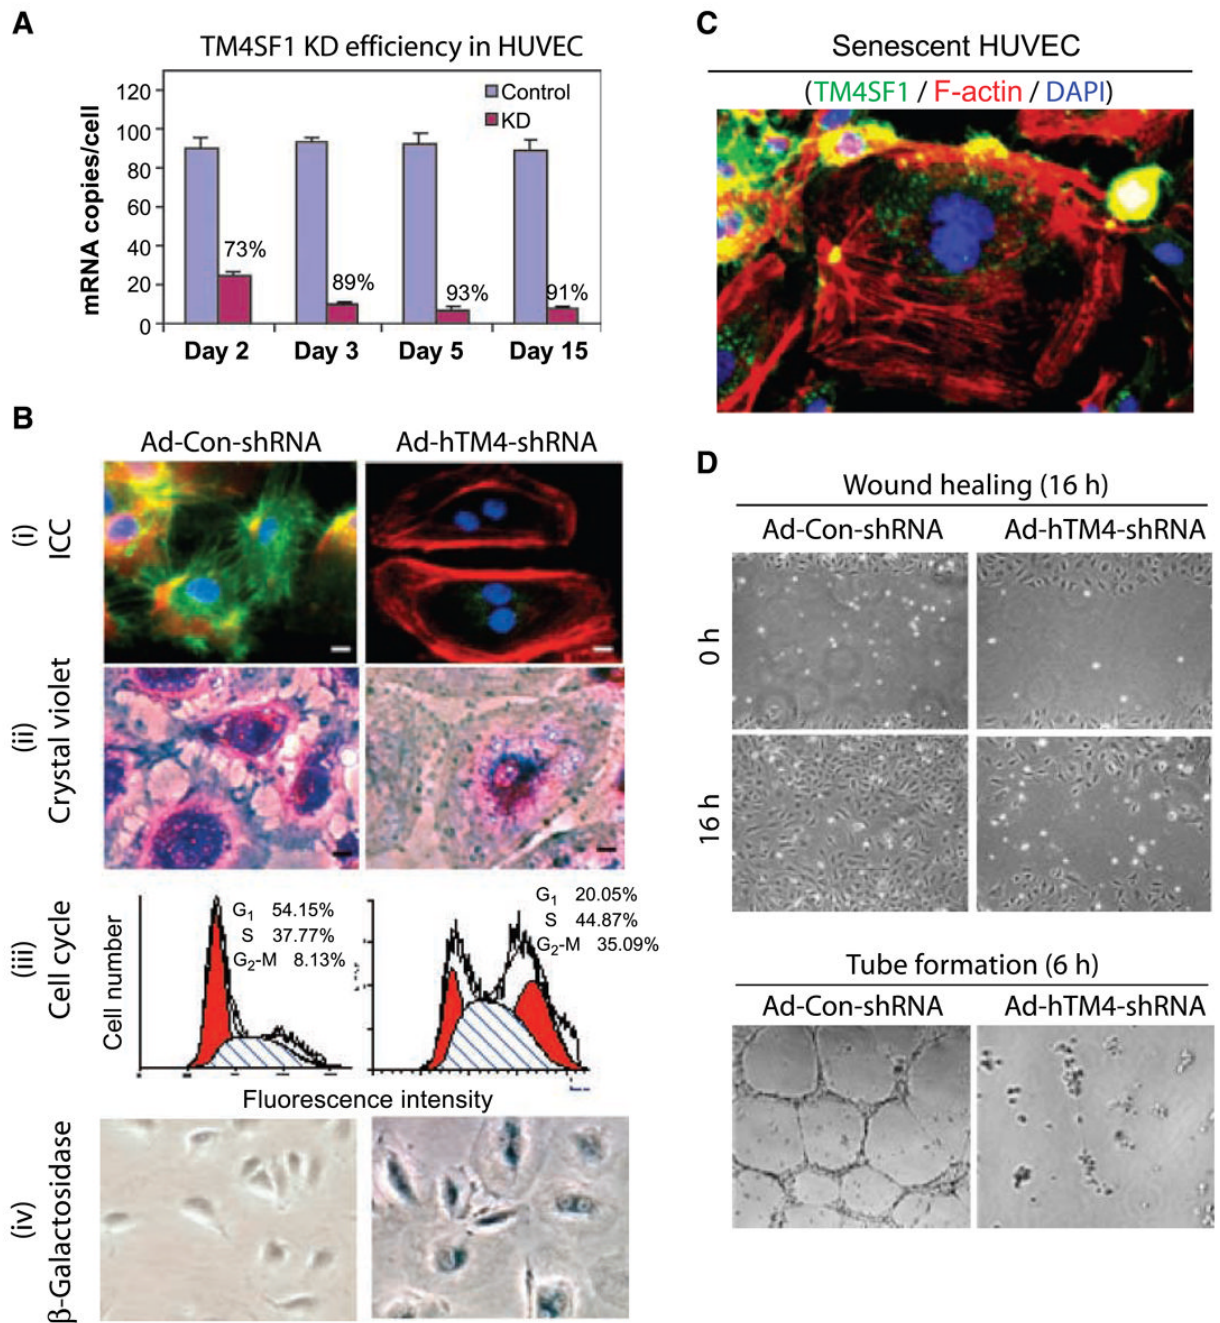 A
TM4SF1 KD efficiency in HUVEC
mRNA copies/cell
120
100
80
60
40
20
0
Control
KD
73%
89%
93%
91%
Day 2
Day 3
Day 5
Day 15
B
Ad-Con-shRNA
Ad-hTM4-shRNA
(i)
ICC
(ii)
Crystal violet
(iii)
Cell cycle
Cell number
G1 54.15%
S 37.77%
G2-M 8.13%
G1 20.05%
S 44.87%
G2-M 35.09%
Fluorescence intensity
(iv)
β-Galactosidase
C
Senescent HUVEC
(TM4SF1 / F-actin / DAPI)
D
Wound healing (16 h)
Ad-Con-shRNA
Ad-hTM4-shRNA
0 h
16 h
Tube formation (6 h)
Ad-Con-shRNA
Ad-hTM4-shRNA